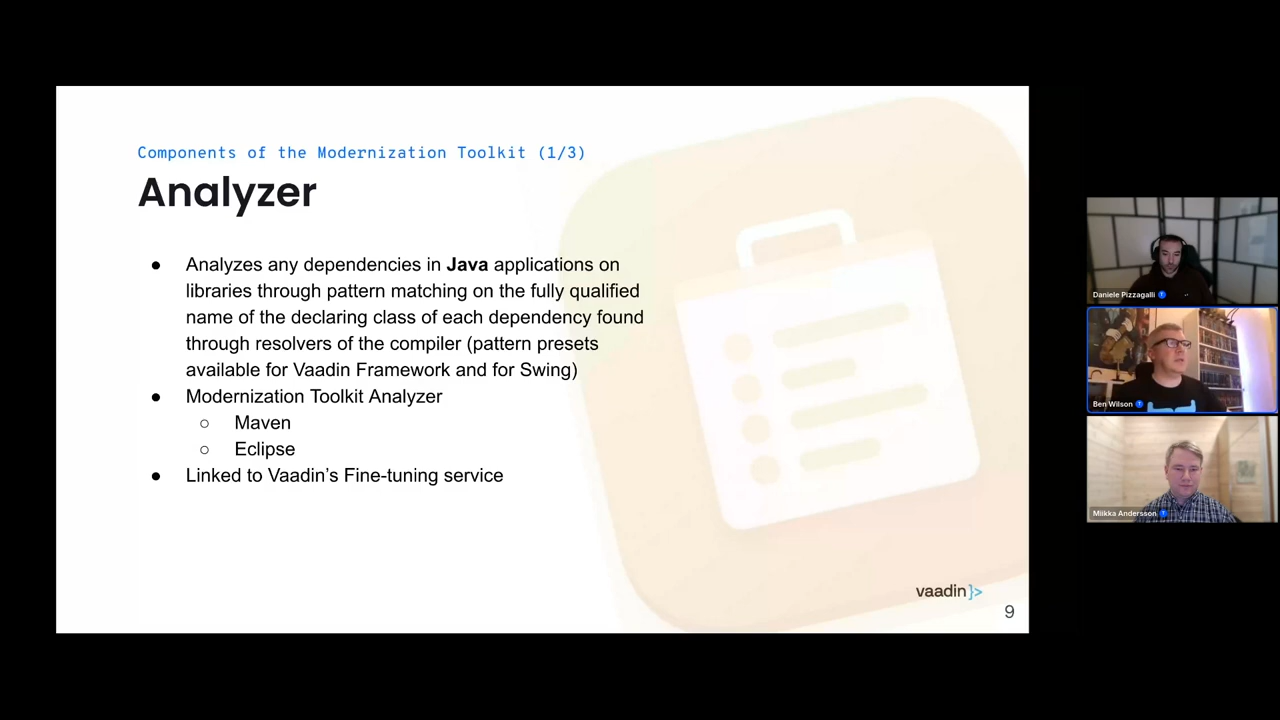 Components of the Modernization Toolkit (1/3)
Analyzer
● Analyzes any dependencies in Java applications on
libraries through pattern matching on the fully qualified
name of the declaring class of each dependency found
through resolvers of the compiler (pattern presets
available for Vaadin Framework and for Swing)
● Modernization Toolkit Analyzer
○ Maven
○ Eclipse
● Linked to Vaadin’s Fine-tuning service
vaadin}>
9
Daniele Pizzagalli
Ben Wilson
Miikka Andersson